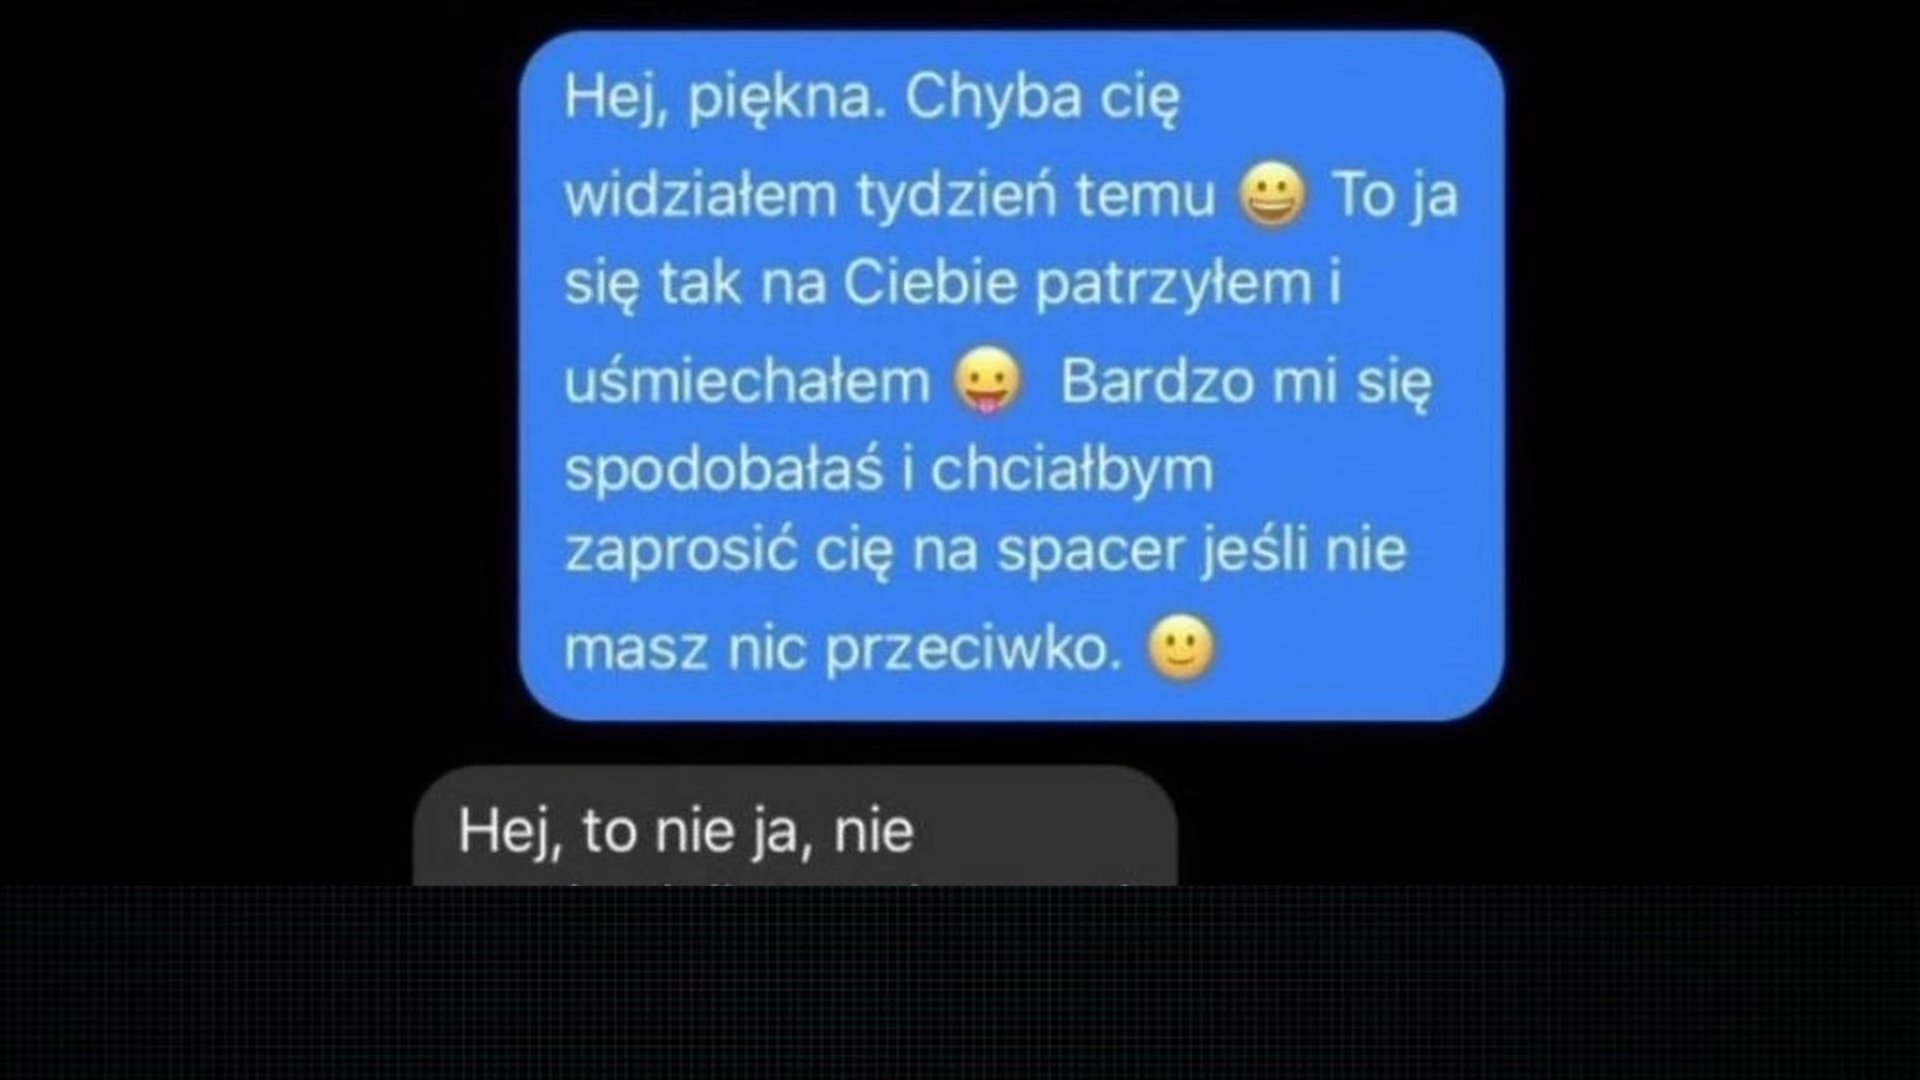 Hej, piękna. Chyba cię
widziałem tydzień temu 😀 To ja
się tak na Ciebie patrzyłem i
uśmiechałem 😛 Bardzo mi się
spodobałaś i chciałbym
zaprosić cię na spacer jeśli nie
masz nic przeciwko. 🙂
Hej, to nie ja, nie